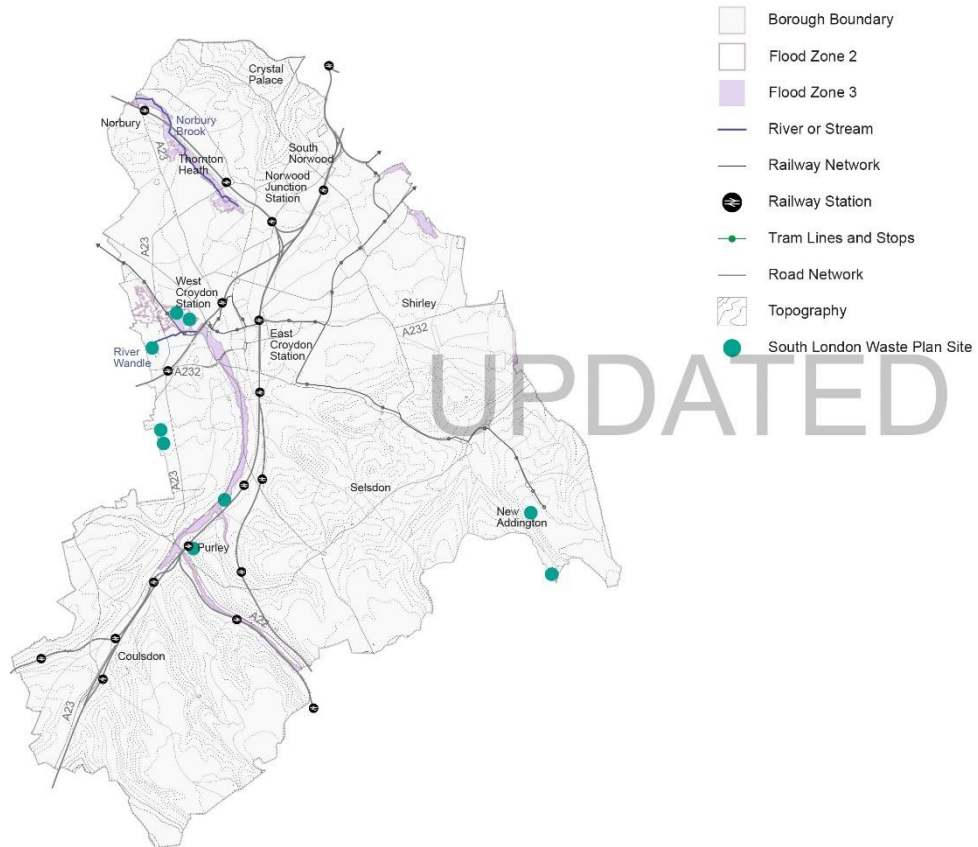 Crystal
Palace
Norbury
Norbury
Brook
A23
Thornton
Heath
South
Norwood
Norwood
Junction
Station
A23
West
Croydon
Station
Shirley
A232
East
Croydon
Station
River
Wandle
A232
A23
Selsdon
New
Addington
Purley
A22
Coulsdon
A23
Borough Boundary
Flood Zone 2
Flood Zone 3
River or Stream
Railway Network
Railway Station
Tram Lines and Stops
Road Network
Topography
South London Waste Plan Site
UPDATED